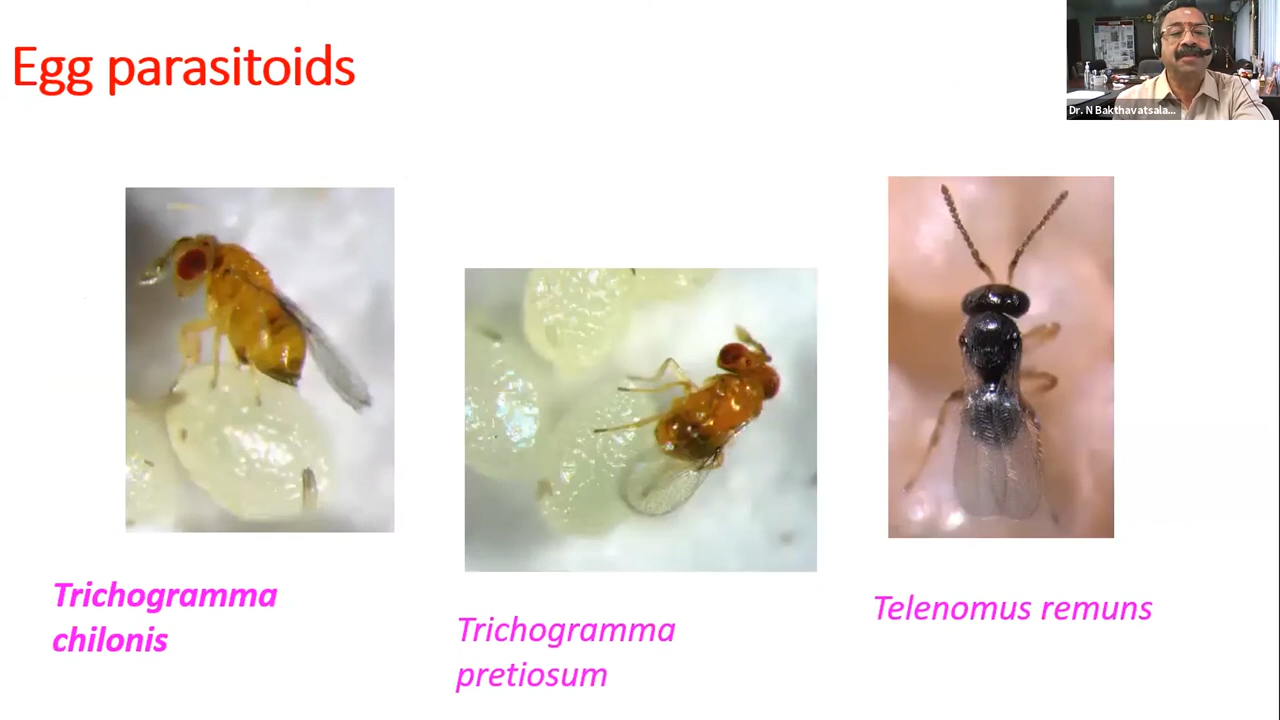 Egg parasitoids
Dr. N Bakthavatsala...
Trichogramma
chilonis
Trichogramma
pretiosum
Telenomus remuns